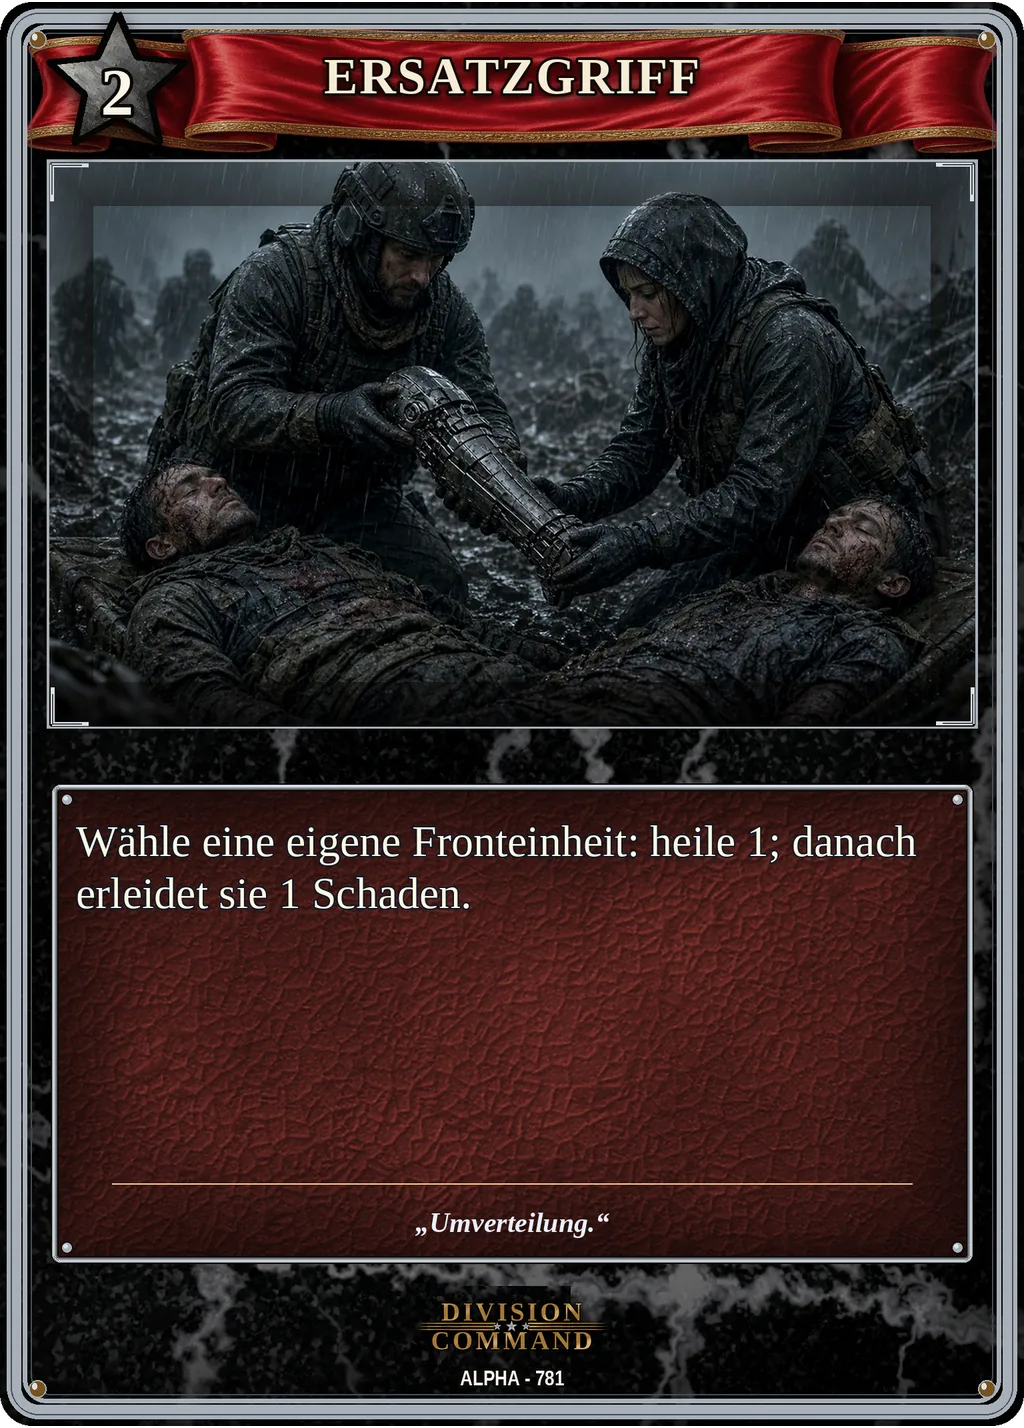 2
ERSATZGRIFF
Wähle eine eigene Fronteinheit: heile 1; danach
erleidet sie 1 Schaden.
„Umverteilung.“
DIVISION
COMMAND
ALPHA - 781